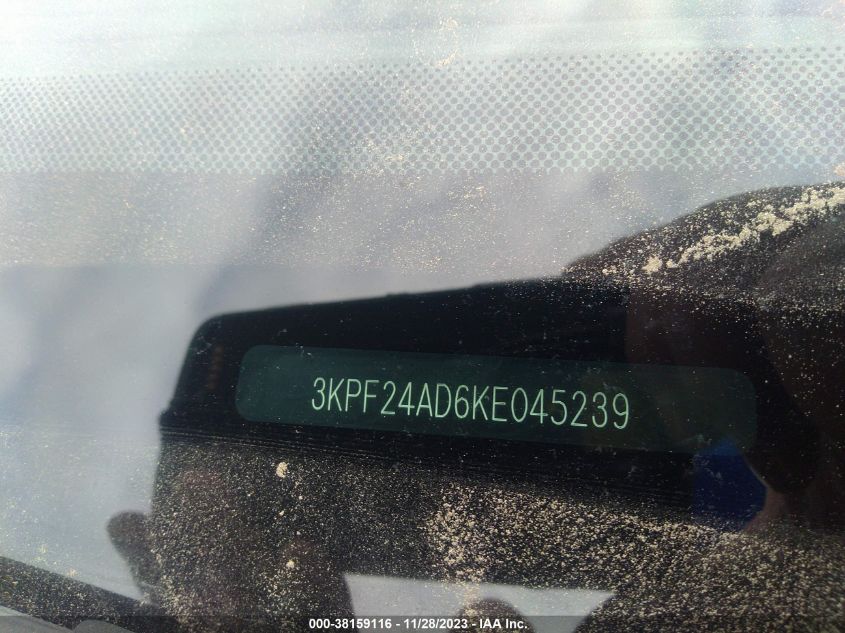 3KPF24AD6KE045239
000-38159116 - 11/28/2023 - IAA Inc.